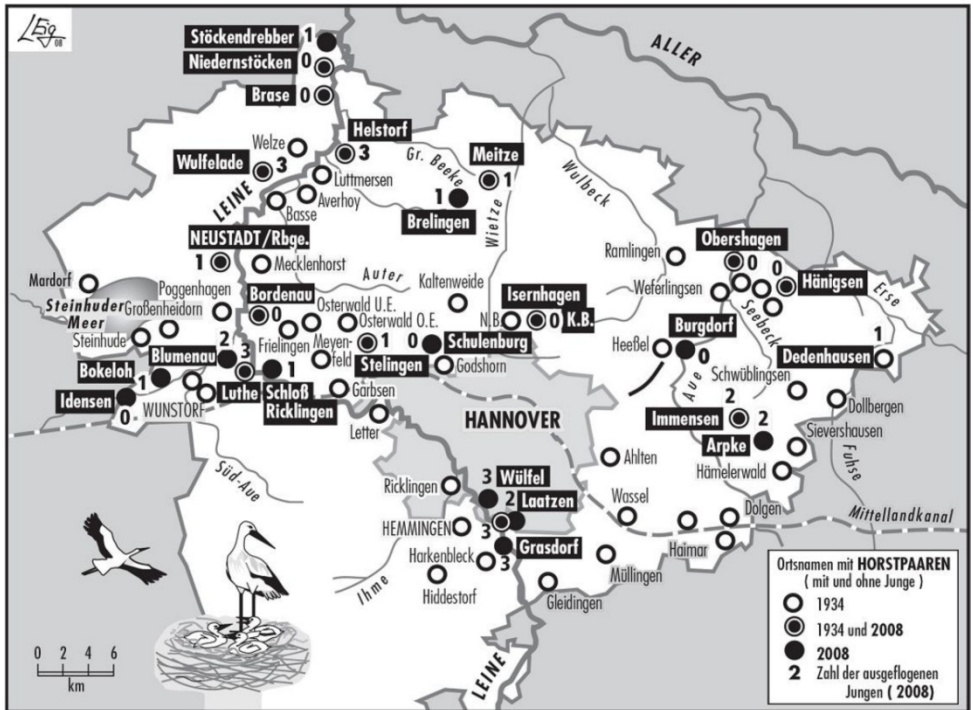 LEig
08
Stöckendrebber 1
Niedernstöcken 0
Brase 0
ALLER
Welze
Helstorf
3
Wulfelade 3
Gr. Beeke
Meitze
1
Luttmersen
Averhoy
Basse
LEINE
1
Brelingen
Wietze
Wulbeck
NEUSTADT/Rbge.
1
Mecklenhorst
Auter
Kaltenweide
Ramlingen
Obershagen
0
0
Hänigsen
Weferlingsen
Erse
Mardorf
Steinhuder
Meer
Großenheidorn
Steinhude
Poggenhagen
Bordenau
0
Osterwald U.E.
Osterwald O.E.
Frielingen
Meyen-
feld
1
Stelingen
0
Schulenburg
Godshorn
Isernhagen
N.B.
0 K.B.
Burgdorf
0
Heeßel
Seebeck
1
Dedenhausen
Aue
Schwüblingsen
Dollbergen
2
Blumenau
3
Bokeloh
1
Idensen
0
WUNSTORF
Luthe
1
Schloß
Ricklingen
Garbsen
Letter
HANNOVER
2
Immensen
2
Arpke
Sievershausen
Hämelerwald
Fuhse
Ahlten
Süd-Aue
Ricklingen
3 Wülfel
2 Laatzen
HEMMINGEN
3
Grasdorf
3
Harkenbleck
Hiddestorf
Ihme
Wassel
Dolgen
Haimar
Mittellandkanal
Müllingen
Gleidingen
LEINE
0 2 4 6
km
Ortsnamen mit HORSTPAAREN
( mit und ohne Junge )
1934
1934 und 2008
2008
2 Zahl der ausgeflogenen
Jungen ( 2008)